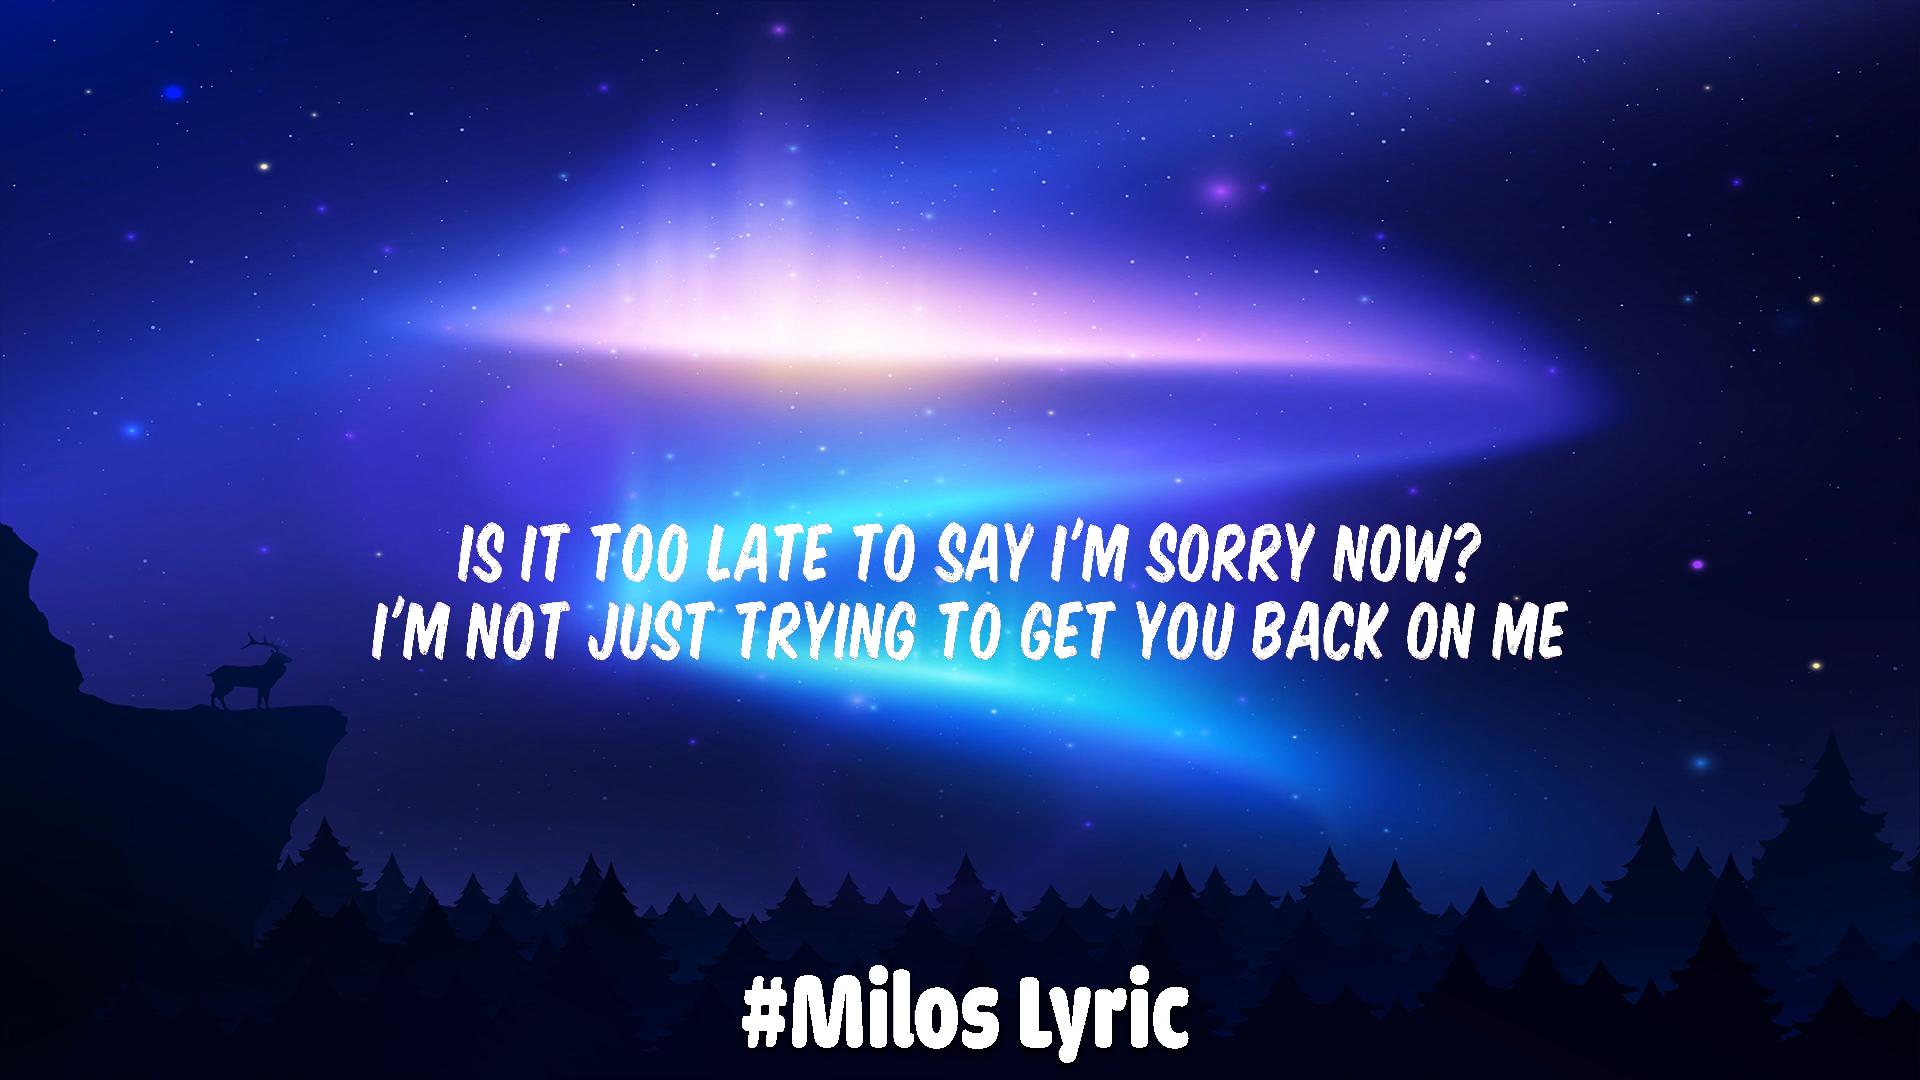 IS IT TOO LATE TO SAY I'M SORRY NOW?
I'M NOT JUST TRYING TO GET YOU BACK ON ME
#Milos Lyric